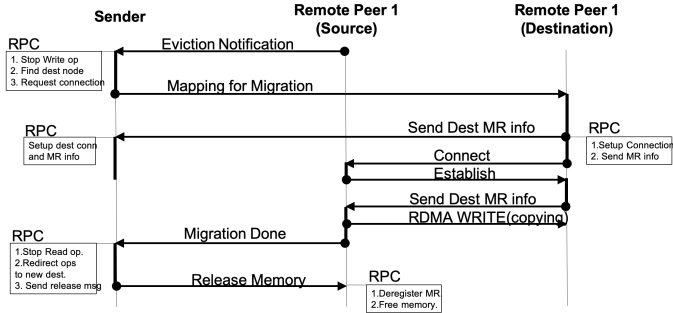 Sender
Remote Peer 1
(Source)
Remote Peer 1
(Destination)
RPC
Eviction Notification
1. Stop Write op
2. Find dest node
3. Request connection
Mapping for Migration
RPC
Send Dest MR info
RPC
Setup dest conn
and MR info
1.Setup Connection
2. Send MR info
Connect
Establish
Send Dest MR info
RDMA WRITE(copying)
RPC
Migration Done
1.Stop Read op.
2.Redirect ops
to new dest.
3. Send release msg
Release Memory
RPC
1.Deregister MR.
2.Free memory.